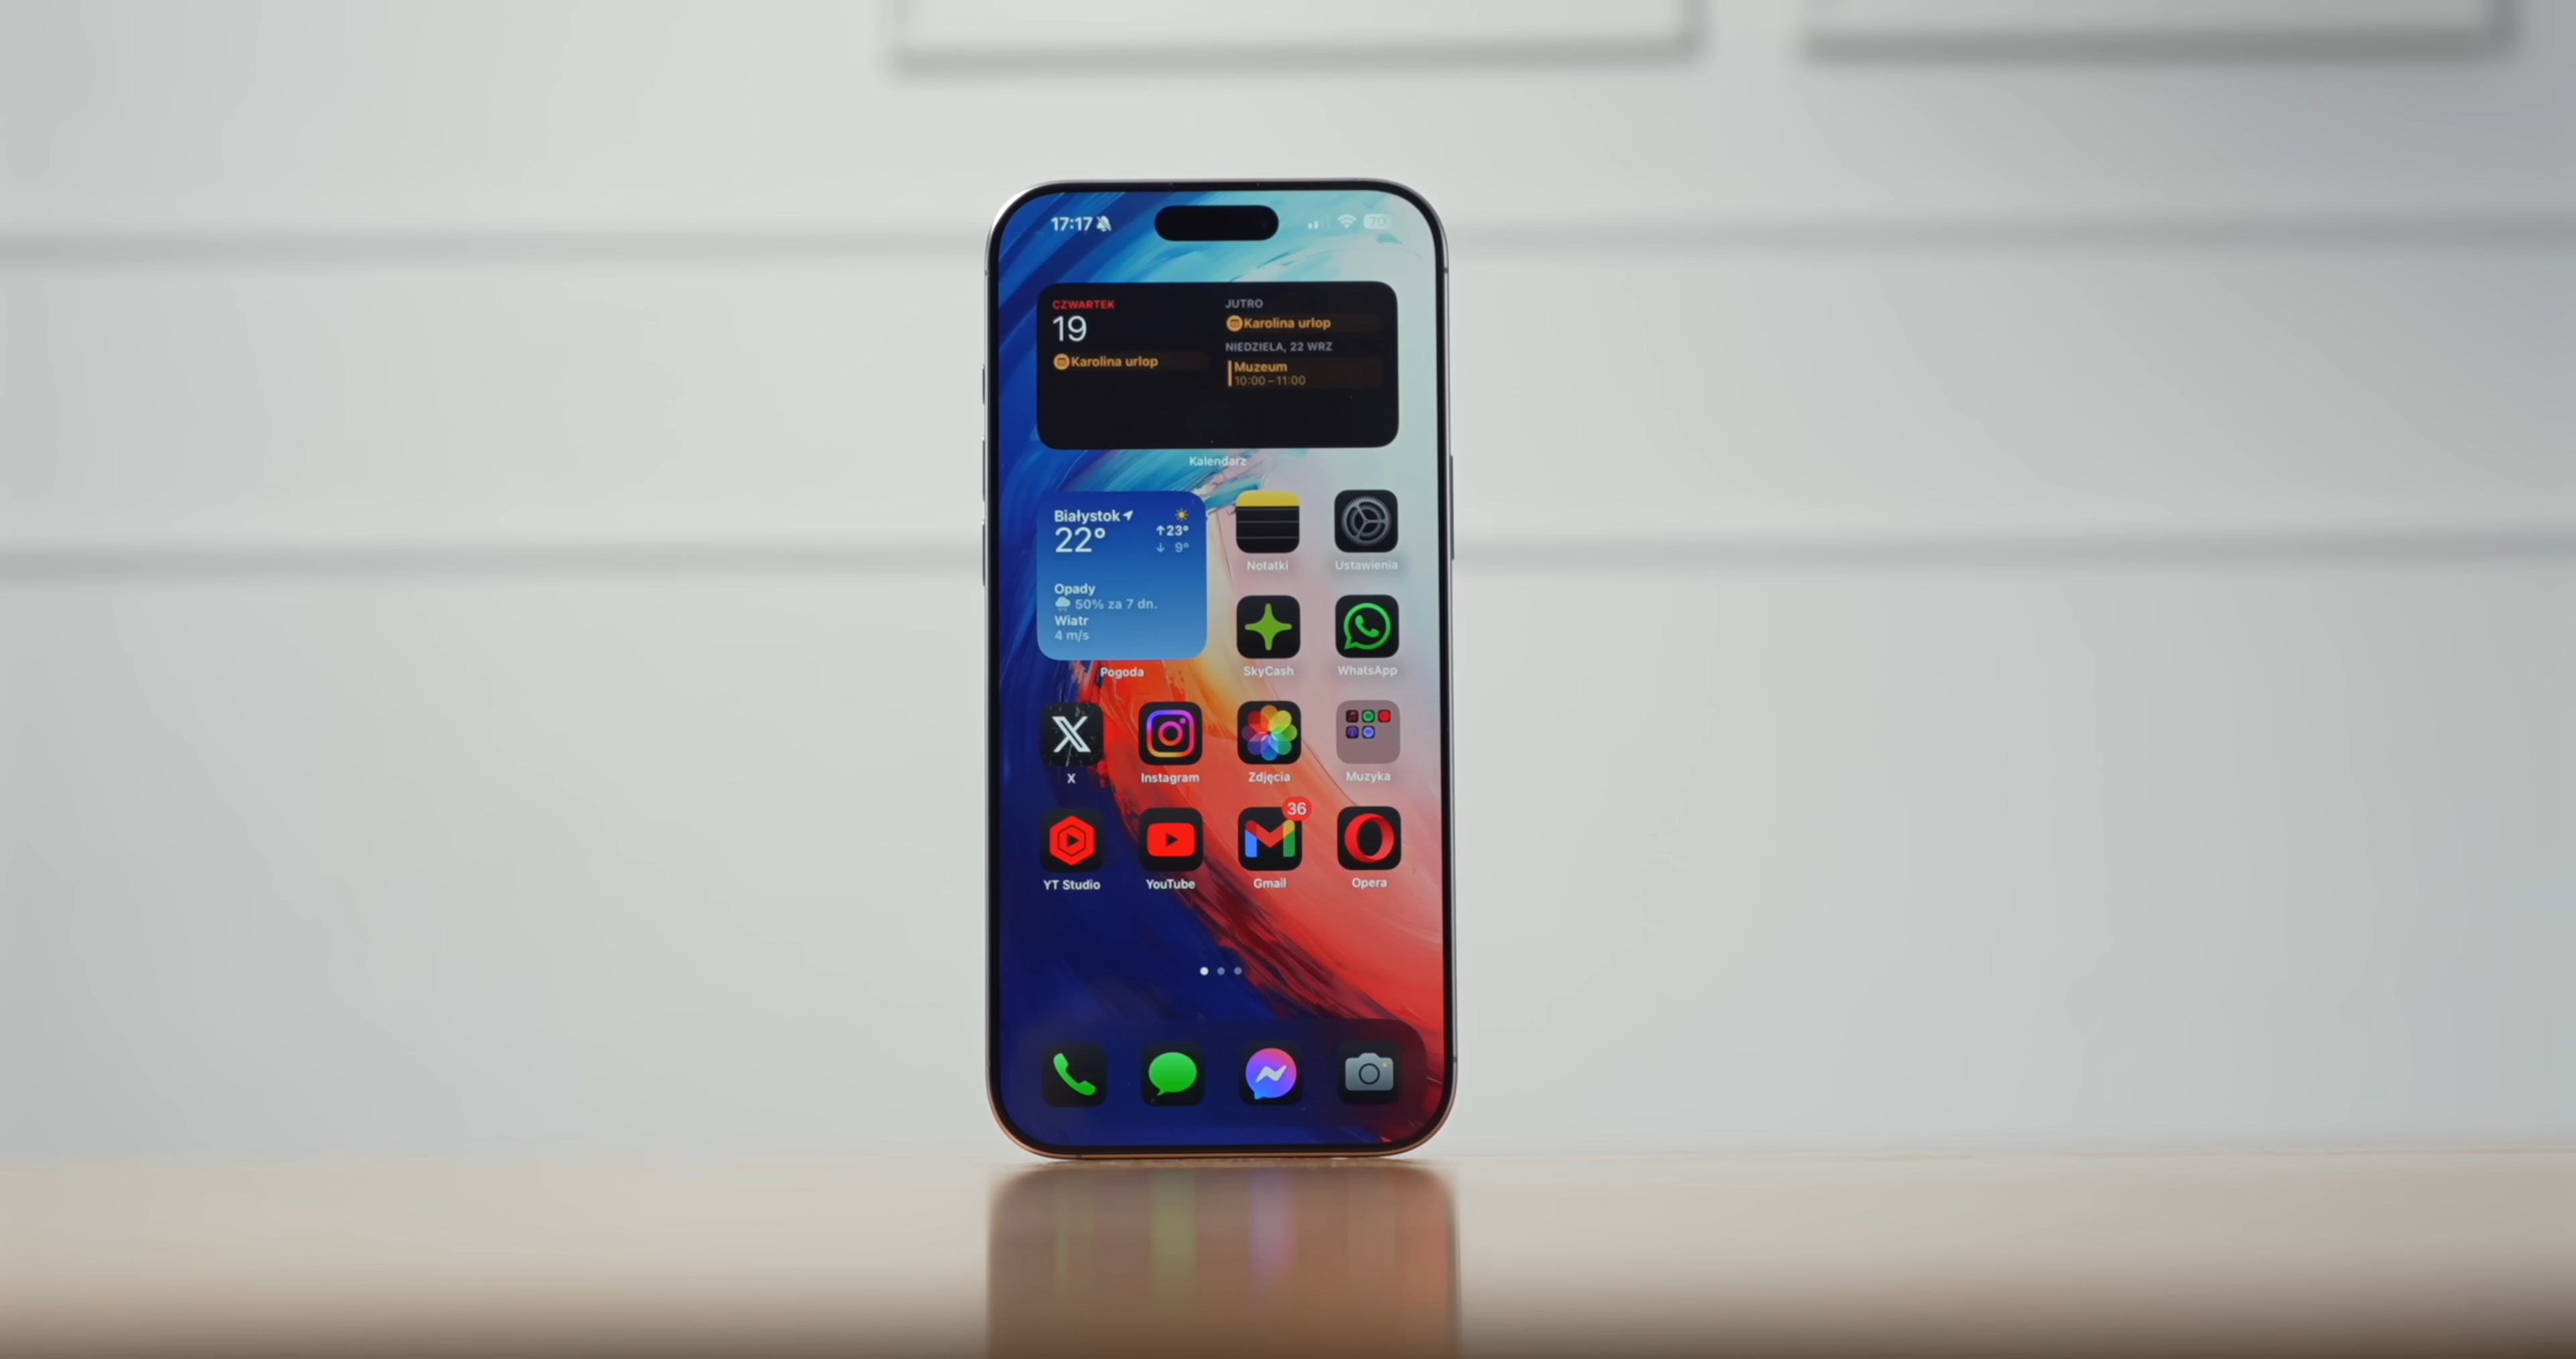 17:17
70
CZWARTEK
19
Karolina urlop
JUTRO
Karolina urlop
NIEDZIELA, 22 WRZ
Muzeum
10:00–11:00
Kalendarz
Białystok
22°
↑23°
↓ 9°
Opady
50% za 7 dn.
Wiatr
4 m/s
Pogoda
Notatki
Ustawienia
SkyCash
WhatsApp
X
Instagram
Zdjęcia
Muzyka
36
YT Studio
YouTube
Gmail
Opera